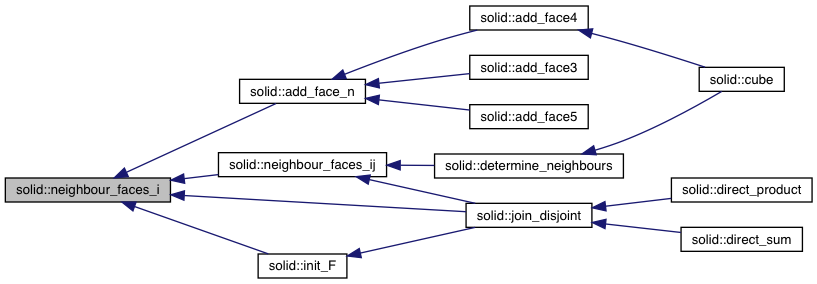 solid::add_face4
solid::add_face3
solid::cube
solid::add_face_n
solid::add_face5
solid::neighbour_faces_ij
solid::determine_neighbours
solid::neighbour_faces_i
solid::direct_product
solid::join_disjoint
solid::direct_sum
solid::init_F